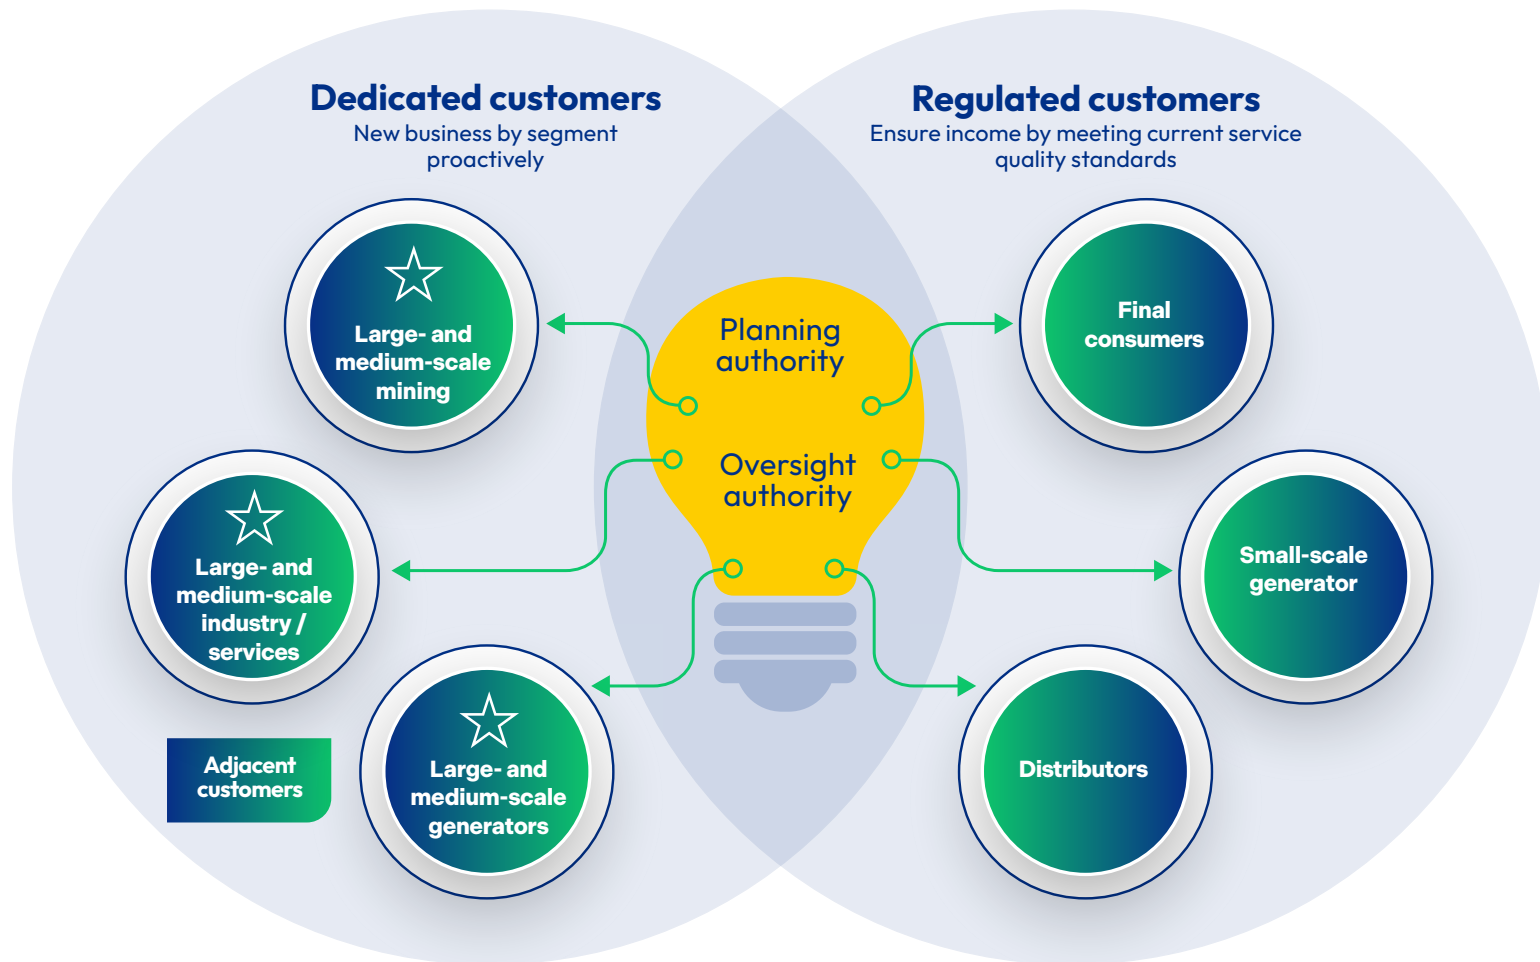 Dedicated customers
New business by segment
proactively
Regulated customers
Ensure income by meeting current service
quality standards
Large- and
medium-scale
mining
Planning
authority
Final
consumers
Oversight
authority
Large- and
medium-scale
industry /
services
Small-scale
generator
Adjacent
customers
Large- and
medium-scale
generators
Distributors